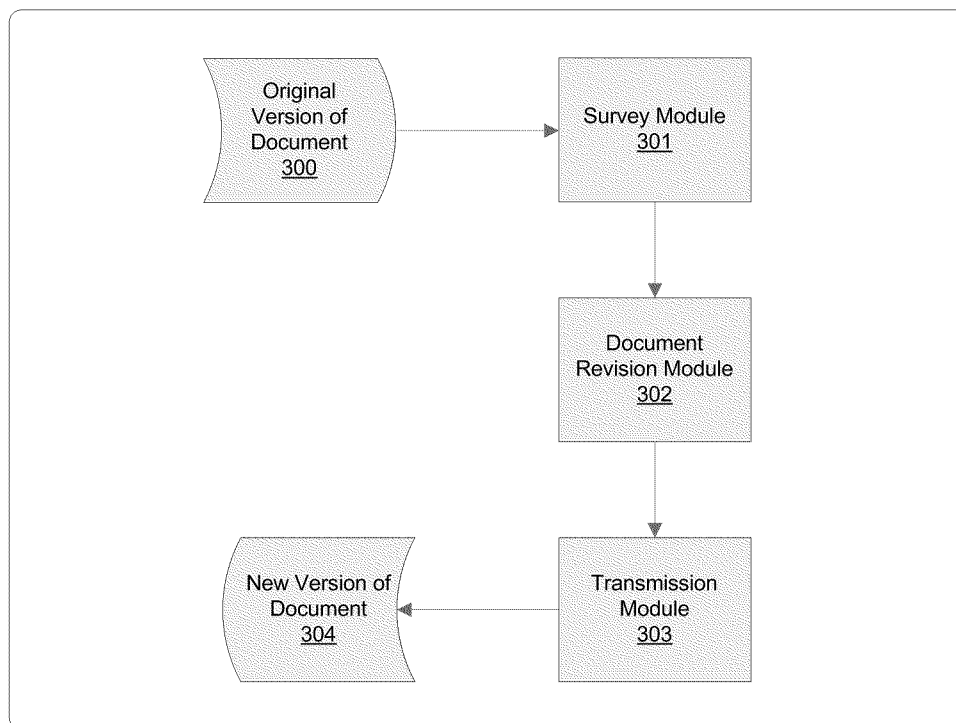 Original
Version of
Document
300
Survey Module
301
Document
Revision Module
302
New Version of
Document
304
Transmission
Module
303